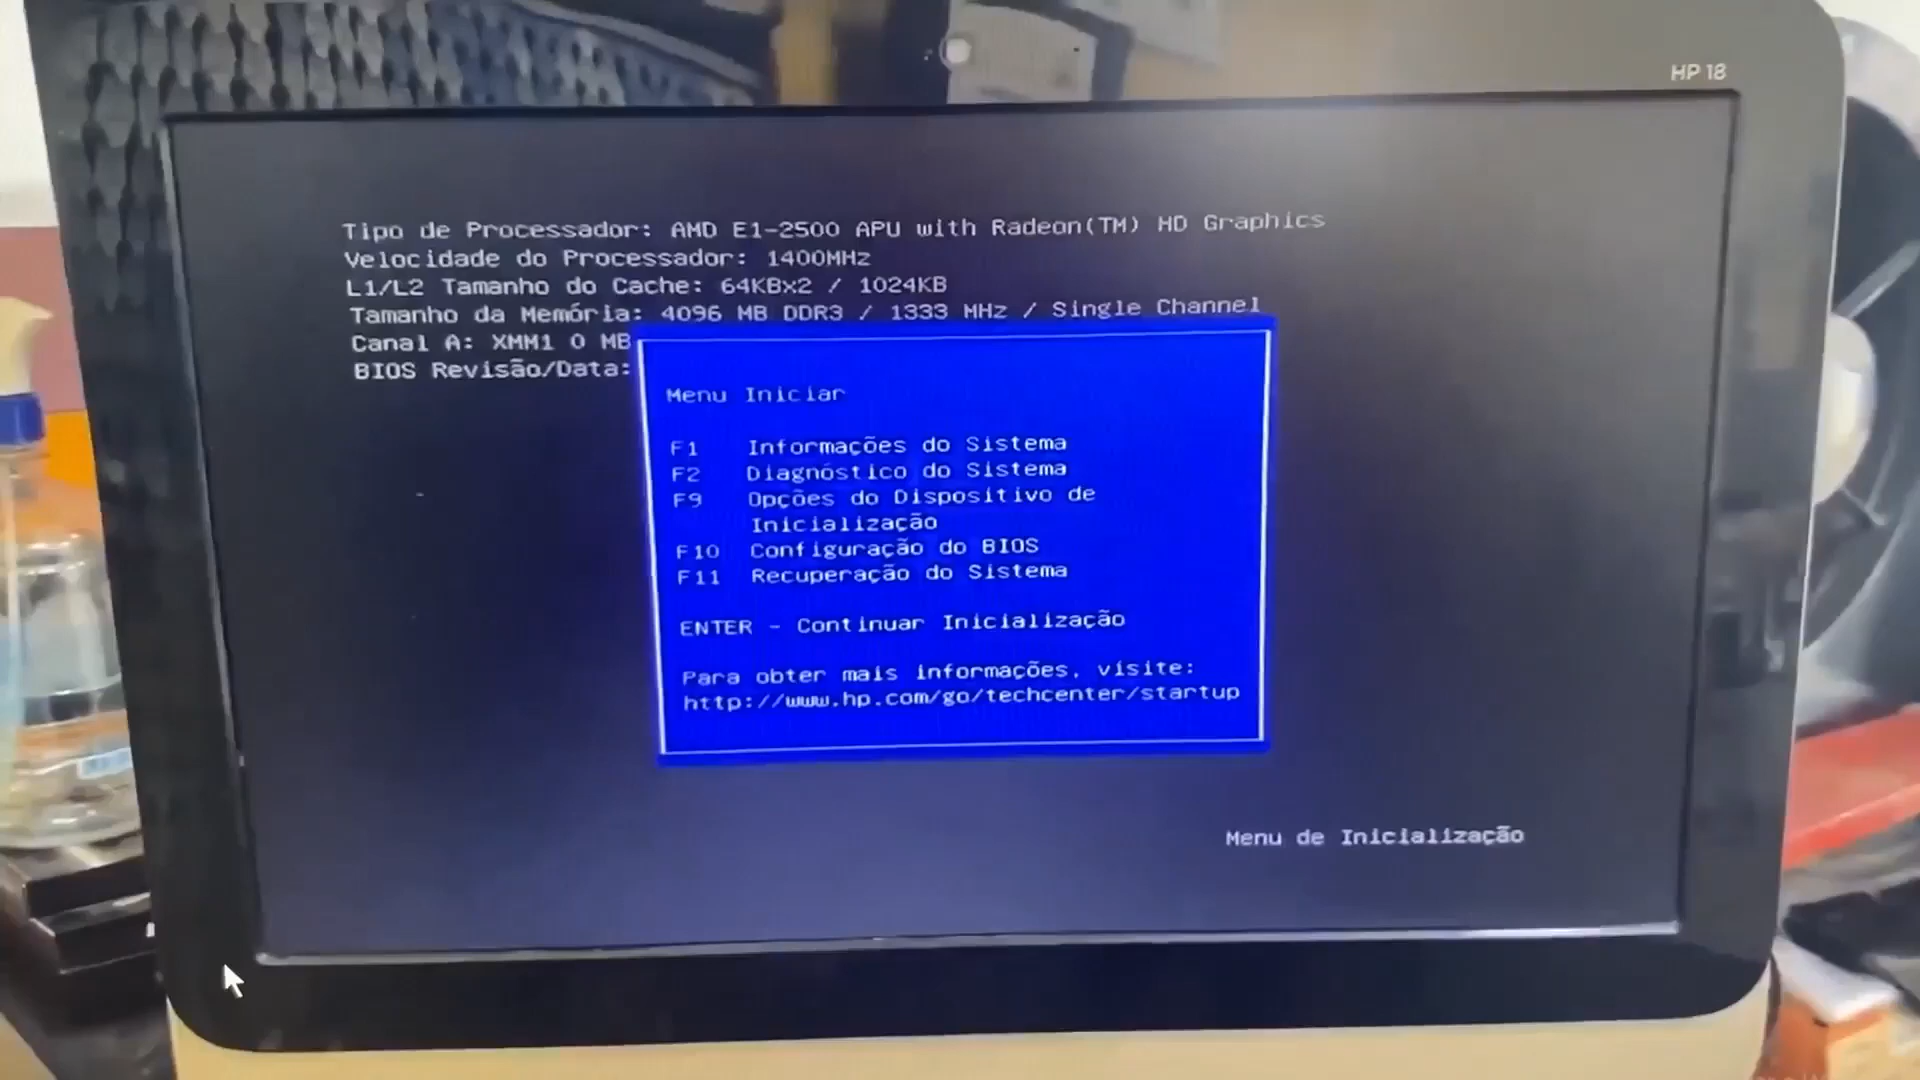 HP 18
Tipo de Processador: AMD E1-2500 APU with Radeon(TM) HD Graphics
Velocidade do Processador: 1400MHz
L1/L2 Tamanho do Cache: 64KBx2 / 1024KB
Tamanho da Memória: 4096 MB DDR3 / 1333 MHz / Single Channel
Canal A: XMM1 0 MB
BIOS Revisão/Data:
Menu Iniciar
F1 Informações do Sistema
F2 Diagnóstico do Sistema
F9 Opções do Dispositivo de
Inicialização
F10 Configuração do BIOS
F11 Recuperação do Sistema
ENTER - Continuar Inicialização
Para obter mais informações, visite:
http://www.hp.com/go/techcenter/startup
Menu de Inicialização